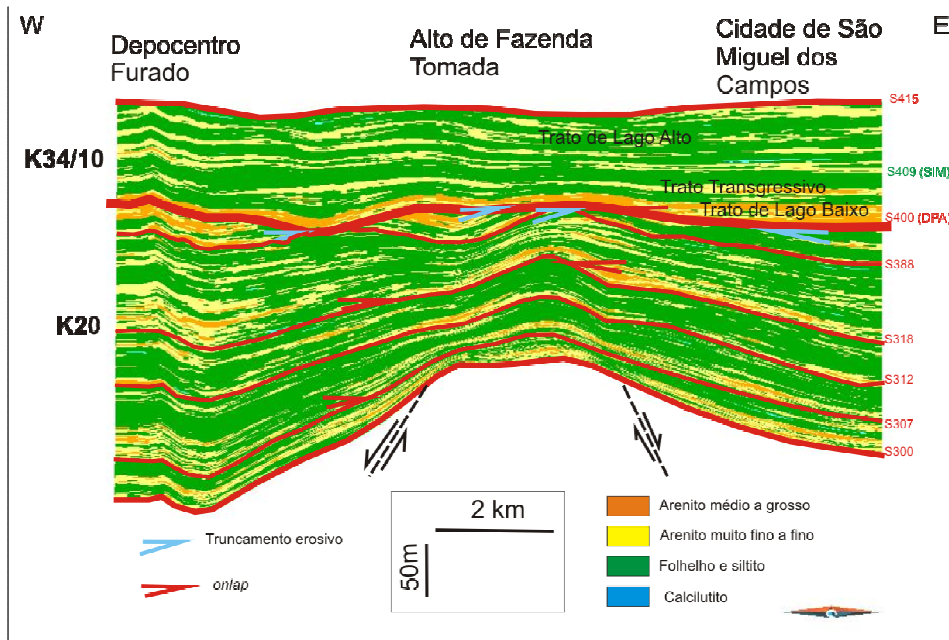 W
E
Depocentro
Furado
Alto de Fazenda
Tomada
Cidade de São
Miguel dos
Campos
S415
K34/10
Trato de Lago Alto
S409 (SIM)
Trato Transgressivo
Trato de Lago Baixo
S400 (DPA)
S388
K20
S318
S312
S307
S300
2 km
50m
Truncamento erosivo
onlap
Arenito médio a grosso
Arenito muito fino a fino
Folhelho e siltito
Calcilutito